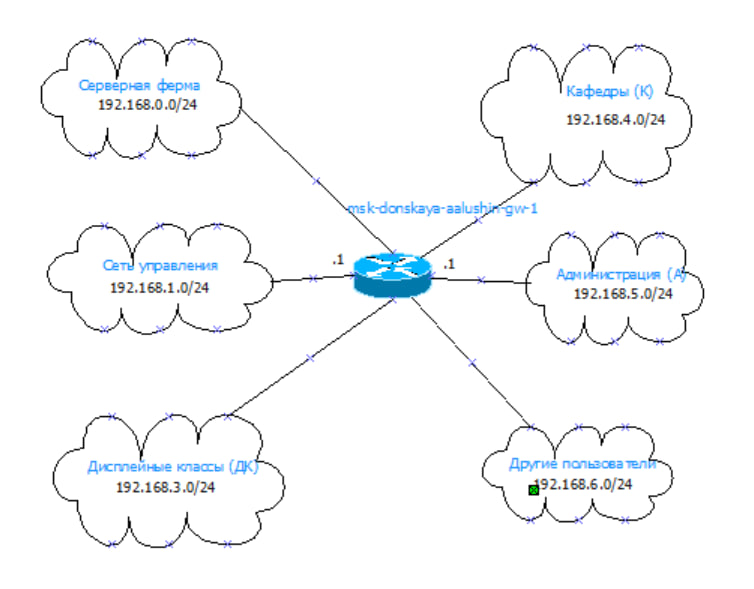 Серверная ферма
192.168.0.0/24
Кафедры (К)
192.168.4.0/24
msk-donskaya-aalushin-gw-1
Сеть управления
192.168.1.0/24
.1
.1
Администрация (А)
192.168.5.0/24
Дисплейные классы (ДК)
192.168.3.0/24
Другие пользователи
192.168.6.0/24